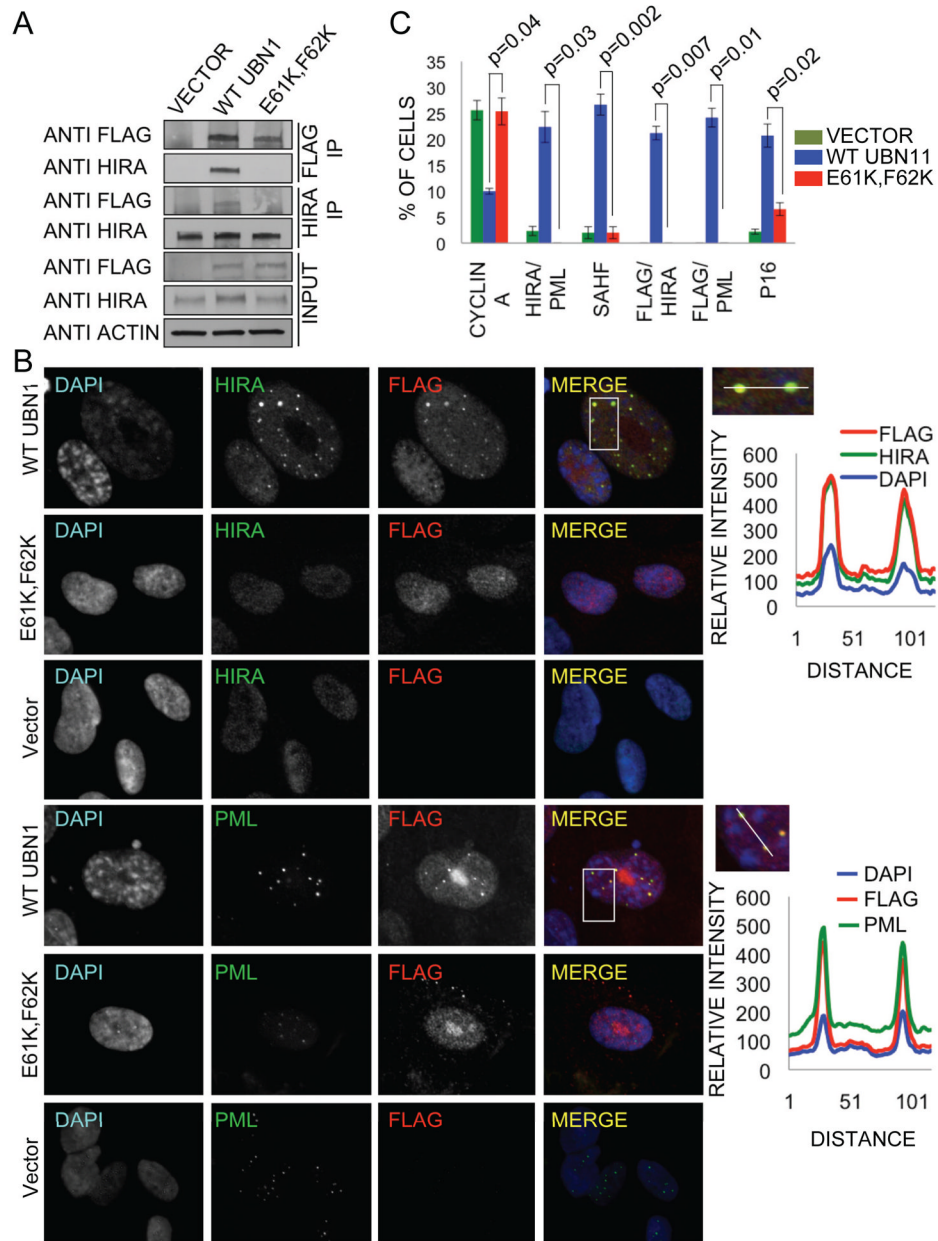 A
VECTOR
WT UBN1
E61K,F62K
ANTI FLAG
ANTI HIRA
FLAG IP
ANTI FLAG
ANTI HIRA
HIRA IP
ANTI FLAG
ANTI HIRA
ANTI ACTIN
INPUT
C
p=0.04
p=0.03
p=0.002
p=0.007
p=0.01
p=0.02
% OF CELLS
35
30
25
20
15
10
5
0
CYCLIN A
HIRA/ PML
SAHF
FLAG/ HIRA
FLAG/ PML
P16
VECTOR
WT UBN11
E61K,F62K
B
WT UBN1
DAPI
HIRA
FLAG
MERGE
E61K,F62K
DAPI
HIRA
FLAG
MERGE
Vector
DAPI
HIRA
FLAG
MERGE
WT UBN1
DAPI
PML
FLAG
MERGE
E61K,F62K
DAPI
PML
FLAG
MERGE
Vector
DAPI
PML
FLAG
MERGE
RELATIVE INTENSITY
FLAG
HIRA
DAPI
600
500
400
300
200
100
0
1 51 101
DISTANCE
RELATIVE INTENSITY
DAPI
FLAG
PML
600
500
400
300
200
100
0
1 51 101
DISTANCE